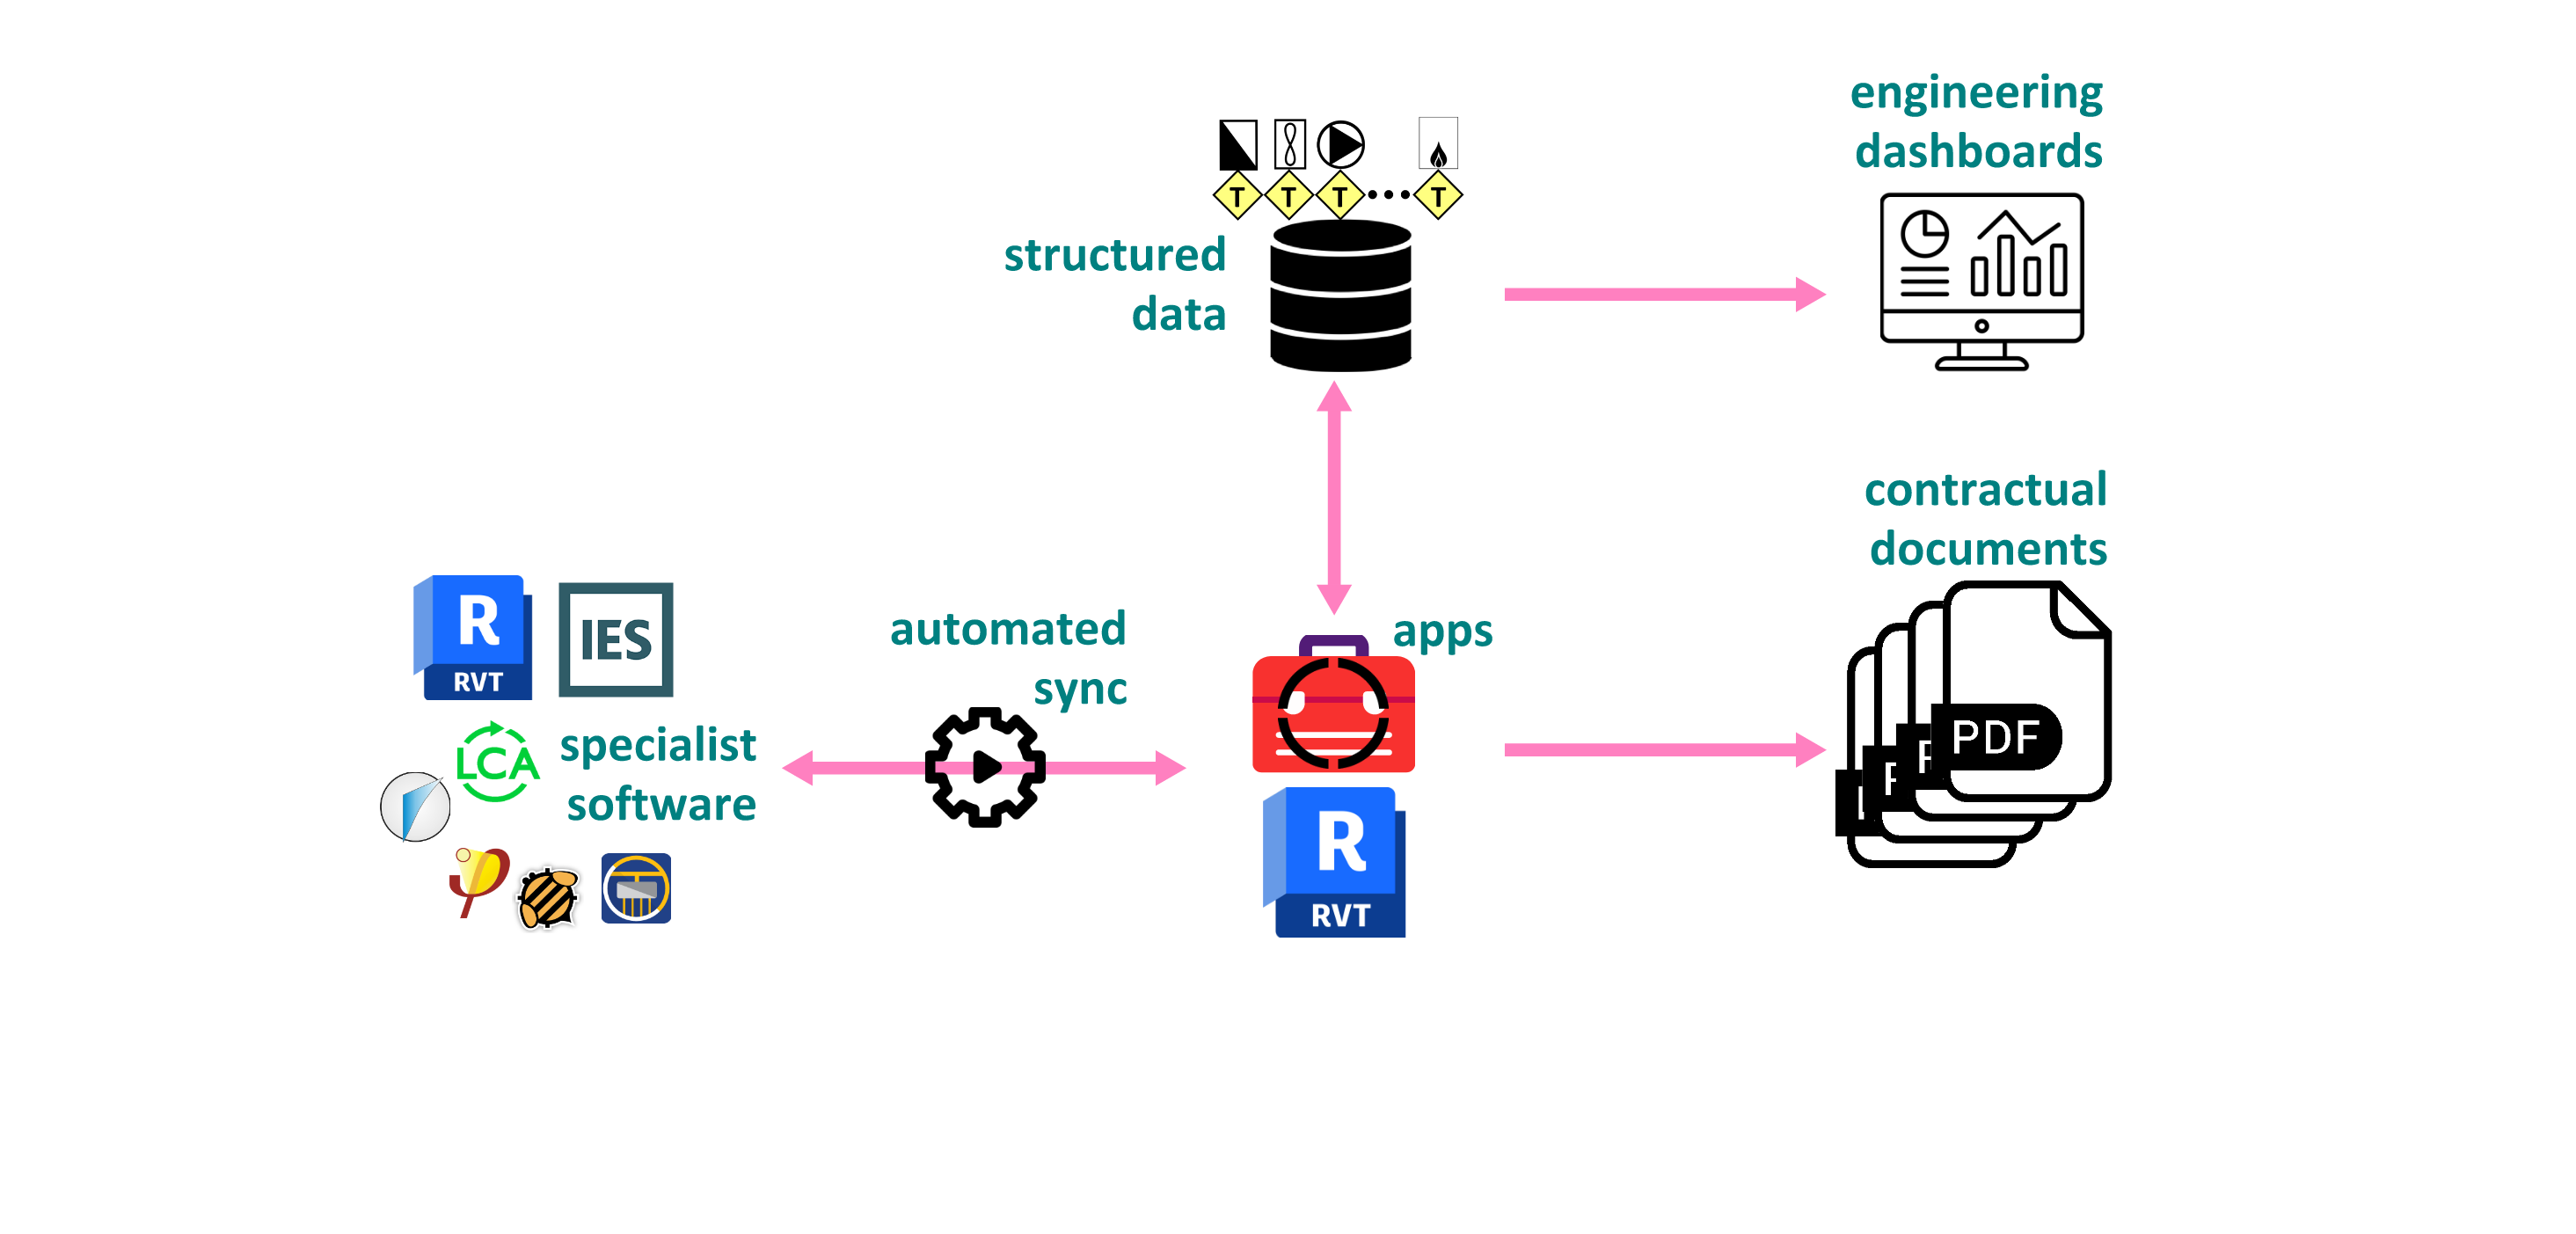 engineering
dashboards
T T T T
structured
data
contractual
documents
R
RVT
IES
automated
sync
apps
LCA
specialist
software
PDF
R
RVT